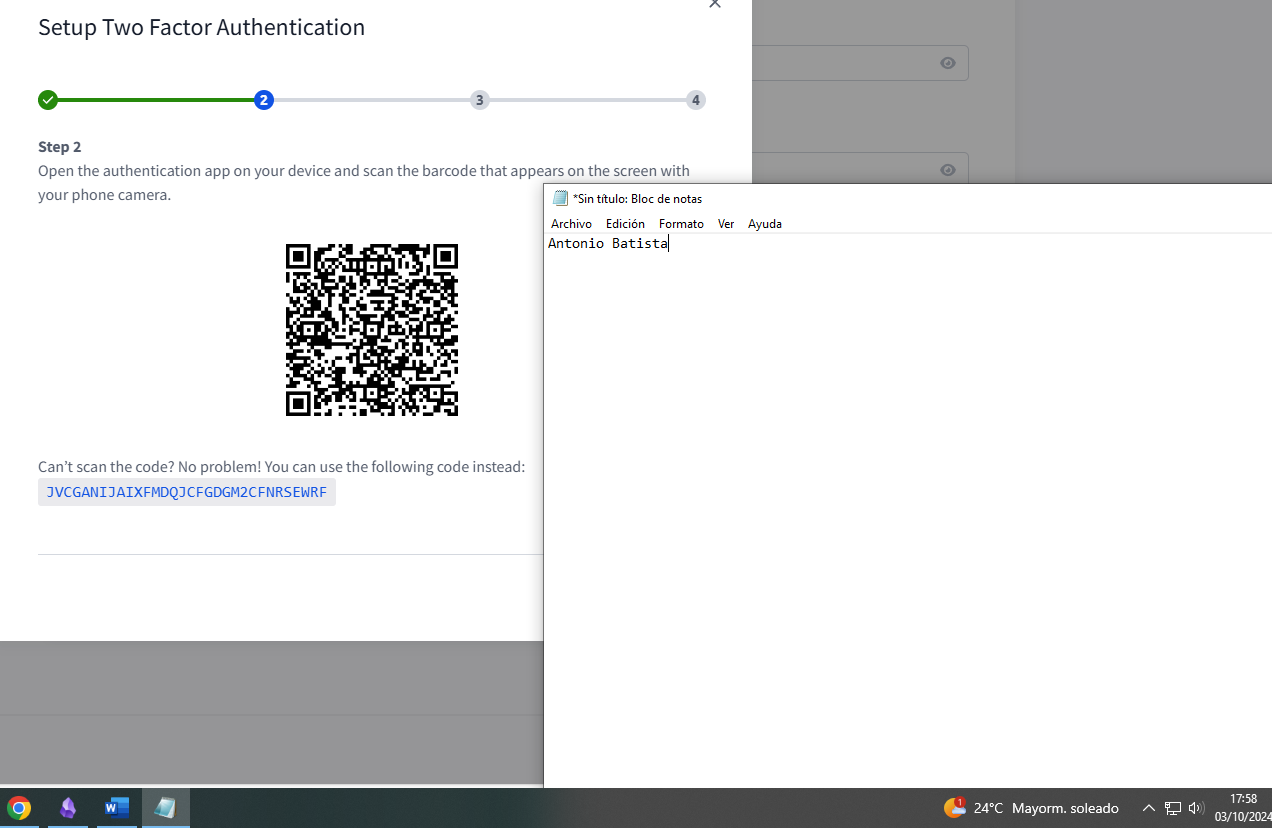 Setup Two Factor Authentication
2
3
4
Step 2
Open the authentication app on your device and scan the barcode that appears on the screen with
your phone camera.
Can't scan the code? No problem! You can use the following code instead:
JVCGANIJAIXFMDQJCFGDGM2CFNRSEWRF
*Sin título: Bloc de notas
Archivo Edición Formato Ver Ayuda
Antonio Batista
W
1
24°C Mayorm. soleado
17:58
03/10/2024